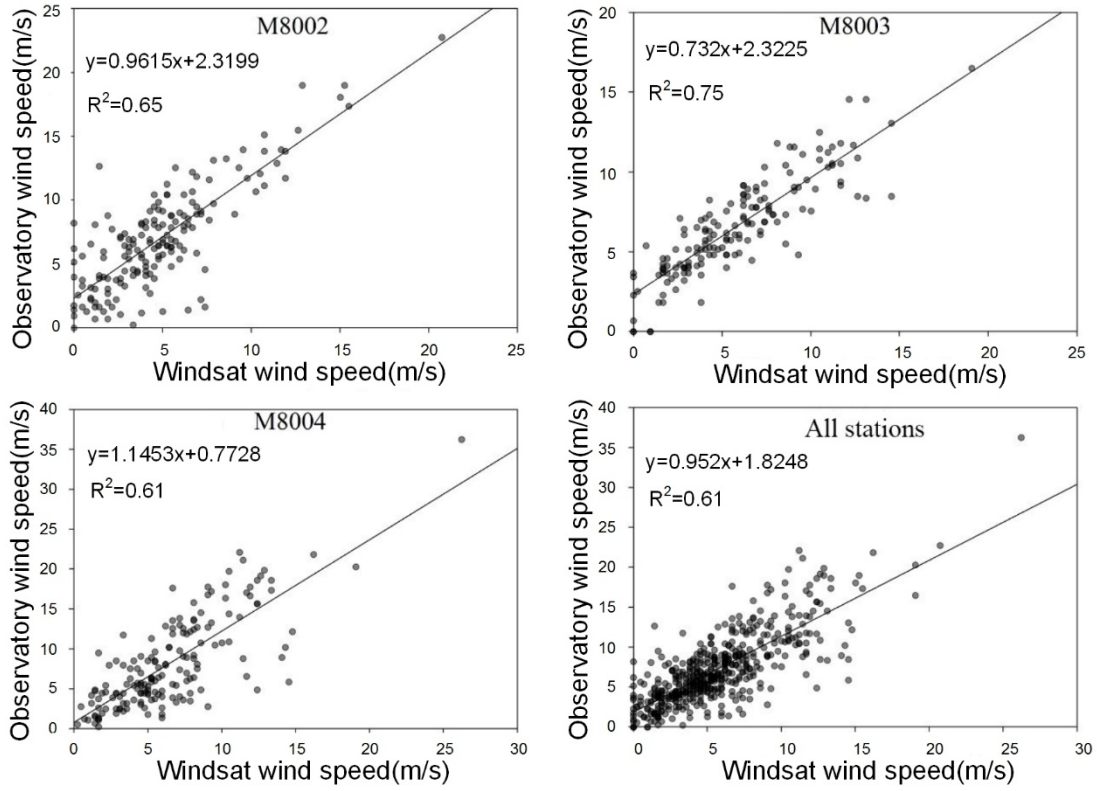 M8002
y=0.9615x+2.3199
R²=0.65
Observatory wind speed(m/s)
25
20
15
10
5
0
0 5 10 15 20 25
Windsat wind speed(m/s)
M8003
y=0.732x+2.3225
R²=0.75
Observatory wind speed(m/s)
20
15
10
5
0
0 5 10 15 20 25
Windsat wind speed(m/s)
M8004
y=1.1453x+0.7728
R²=0.61
Observatory wind speed(m/s)
40
35
30
25
20
15
10
5
0
0 5 10 15 20 25 30
Windsat wind speed(m/s)
All stations
y=0.952x+1.8248
R²=0.61
Observatory wind speed(m/s)
40
35
30
25
20
15
10
5
0
0 5 10 15 20 25 30
Windsat wind speed(m/s)